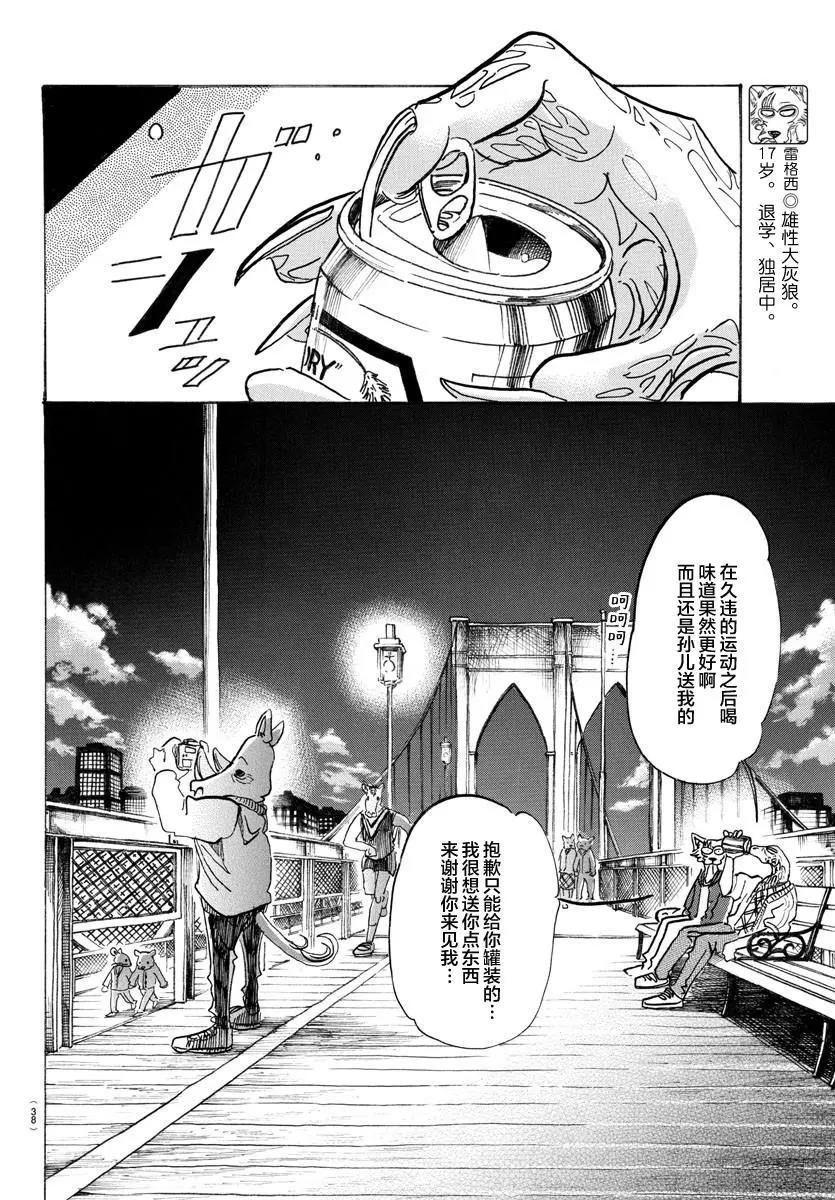 雷格西◎雄性大灰狼。
17岁。退学、独居中。
プシュッ
ORY"
在久违的运动之后喝
味道果然更好啊
而且还是孙儿送我的
呵呵呵…
抱歉只能给你罐装的…
我很想送你点东西
来谢谢你来见我…
(38)